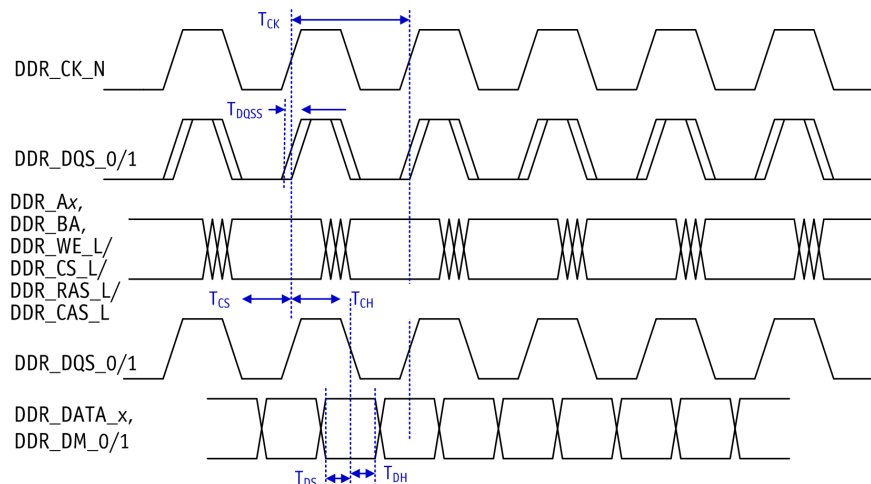 T_CK
DDR_CK_N
T_DQSS
DDR_DQS_0/1
DDR_Ax,
DDR_BA,
DDR_WE_L/
DDR_CS_L/
DDR_RAS_L/
DDR_CAS_L
T_CS
T_CH
DDR_DQS_0/1
DDR_DATA_x,
DDR_DM_0/1
T_DS
T_DH